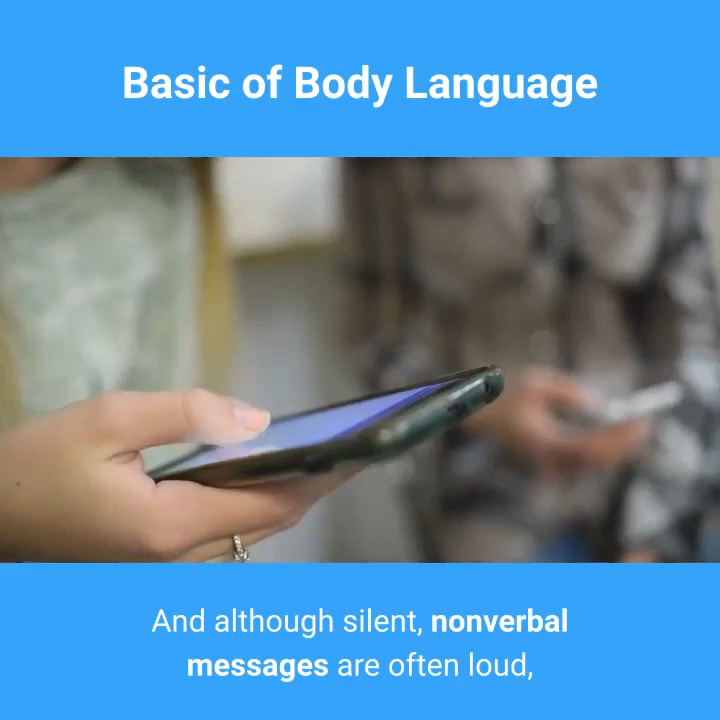 Basic of Body Language
And although silent, nonverbal
messages are often loud,